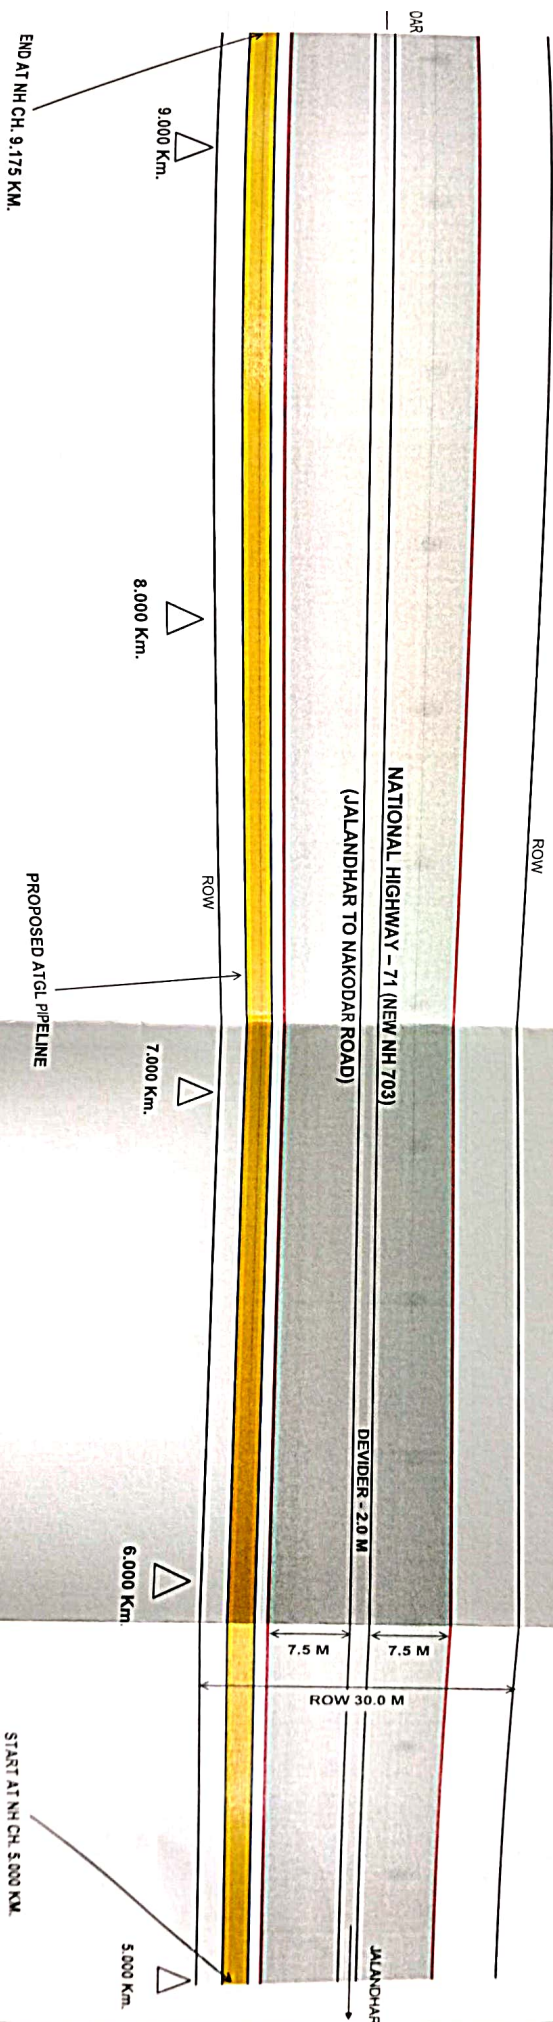 DAR
END AT NH CH. 9.175 KM.
9.000 Km.
8.000 Km.
ROW
NATIONAL HIGHWAY – 71 (NEW NH 703)
(JALANDHAR TO NAKODAR ROAD)
ROW
PROPOSED ATGL PIPELINE
7.000 Km.
DEVIDER - 2.0 M
6.000 Km.
7.5 M
7.5 M
ROW 30.0 M
START AT NH CH. 5.000 KM.
5.000 Km.
JALANDHAR